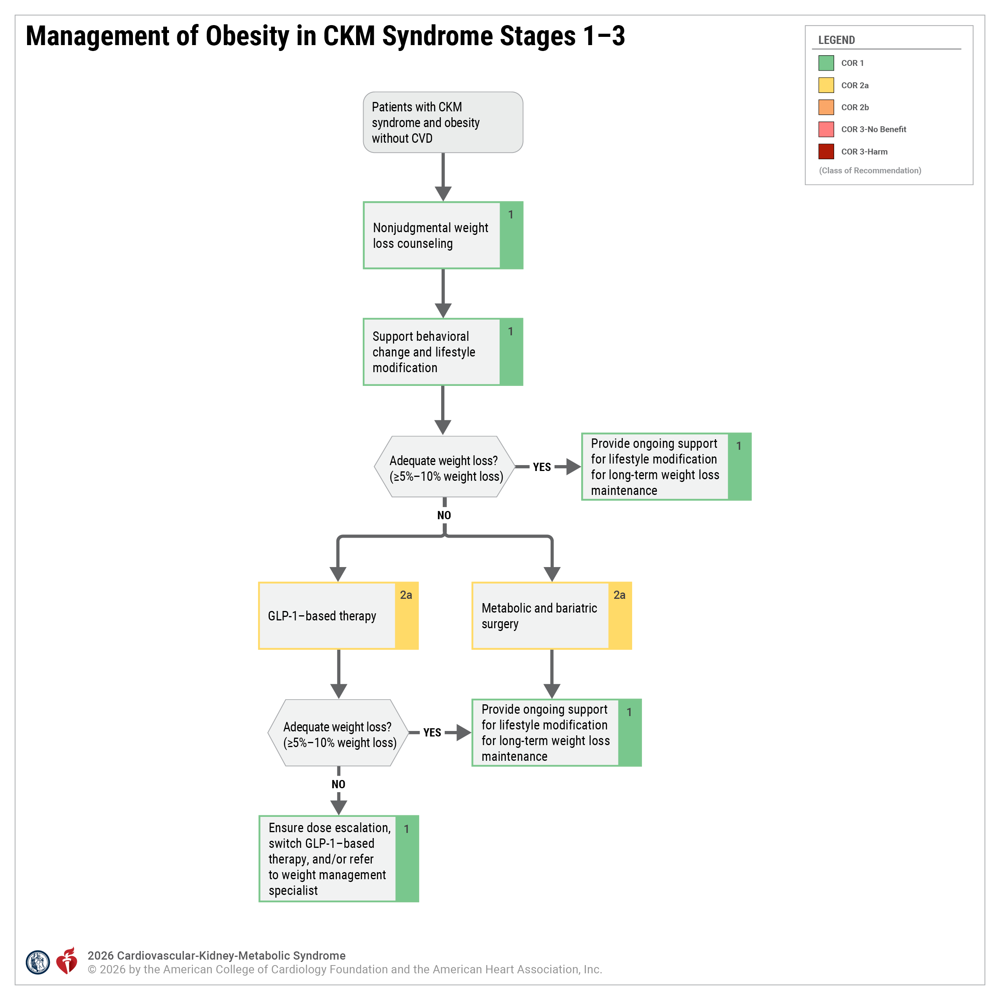 Management of Obesity in CKM Syndrome Stages 1–3
LEGEND
COR 1
COR 2a
COR 2b
COR 3-No Benefit
COR 3-Harm
(Class of Recommendation)
Patients with CKM
syndrome and obesity
without CVD
1
Nonjudgmental weight
loss counseling
1
Support behavioral
change and lifestyle
modification
Adequate weight loss?
(≥5%–10% weight loss)
YES
1
Provide ongoing support
for lifestyle modification
for long-term weight loss
maintenance
NO
2a
GLP-1–based therapy
2a
Metabolic and bariatric
surgery
Adequate weight loss?
(≥5%–10% weight loss)
YES
1
Provide ongoing support
for lifestyle modification
for long-term weight loss
maintenance
NO
1
Ensure dose escalation,
switch GLP-1–based
therapy, and/or refer
to weight management
specialist
2026 Cardiovascular-Kidney-Metabolic Syndrome
© 2026 by the American College of Cardiology Foundation and the American Heart Association, Inc.